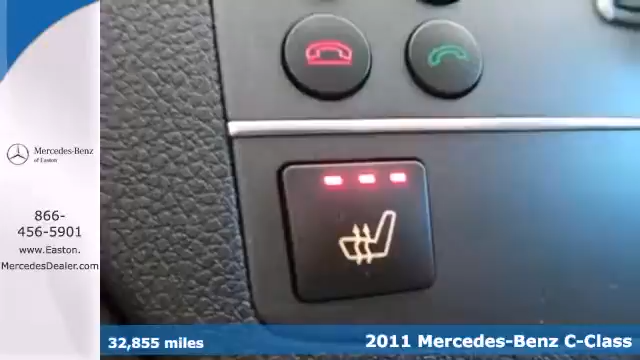 Mercedes-Benz
of Easton
866-
456-5901
www.Easton.
MercedesDealer.com
32,855 miles
2011 Mercedes-Benz C-Class